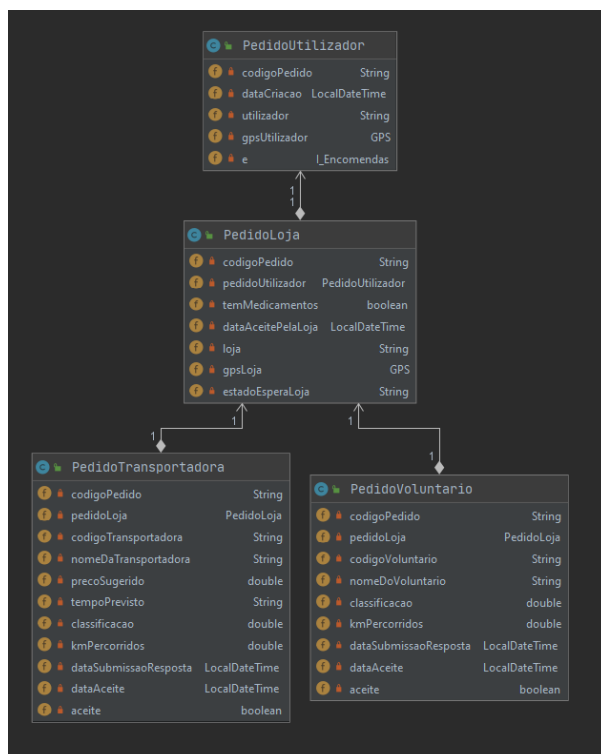 PedidoUtilizador
codigoPedido String
dataCriacao LocalDateTime
utilizador String
gpsUtilizador GPS
e I_Encomendas
1
1
PedidoLoja
codigoPedido String
pedidoUtilizador PedidoUtilizador
temMedicamentos boolean
dataAceitePelaLoja LocalDateTime
loja String
gpsLoja GPS
estadoEsperaLoja String
1 1 1
1
PedidoTransportadora
codigoPedido String
pedidoLoja PedidoLoja
codigoTransportadora String
nomeDaTransportadora String
precoSugerido double
tempoPrevisto String
classificacao double
kmPercorridos double
dataSubmissaoResposta LocalDateTime
dataAceite LocalDateTime
aceite boolean
PedidoVoluntario
codigoPedido String
pedidoLoja PedidoLoja
codigoVoluntario String
nomeDoVoluntario String
classificacao double
kmPercorridos double
dataSubmissaoResposta LocalDateTime
dataAceite LocalDateTime
aceite boolean